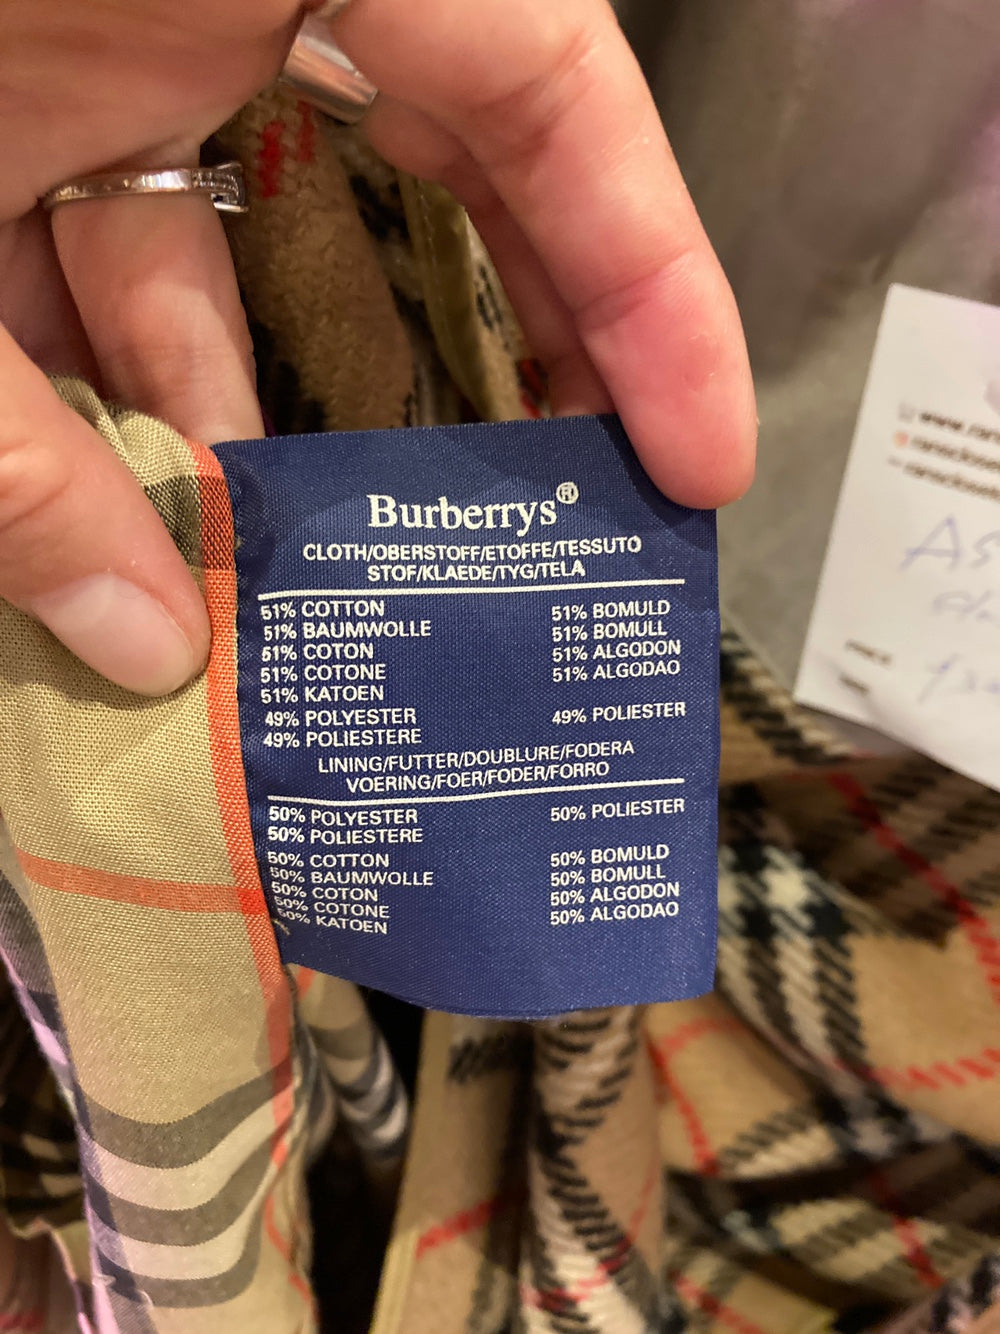 Burberrys®
CLOTH/OBERSTOFF/ETOFFE/TESSUTO
STOF/KLAEDE/TYG/TELA
51% COTTON
51% BAUMWOLLE
51% COTON
51% COTONE
51% KATOEN
51% BOMULD
51% BOMULL
51% ALGODON
51% ALGODAO
49% POLYESTER
49% POLIESTERE
49% POLIESTER
LINING/FUTTER/DOUBLURE/FODERA
VOERING/FOER/FODER/FORRO
50% POLYESTER
50% POLIESTERE
50% POLIESTER
50% COTTON
50% BAUMWOLLE
50% COTON
50% COTONE
50% KATOEN
50% BOMULD
50% BOMULL
50% ALGODON
50% ALGODAO